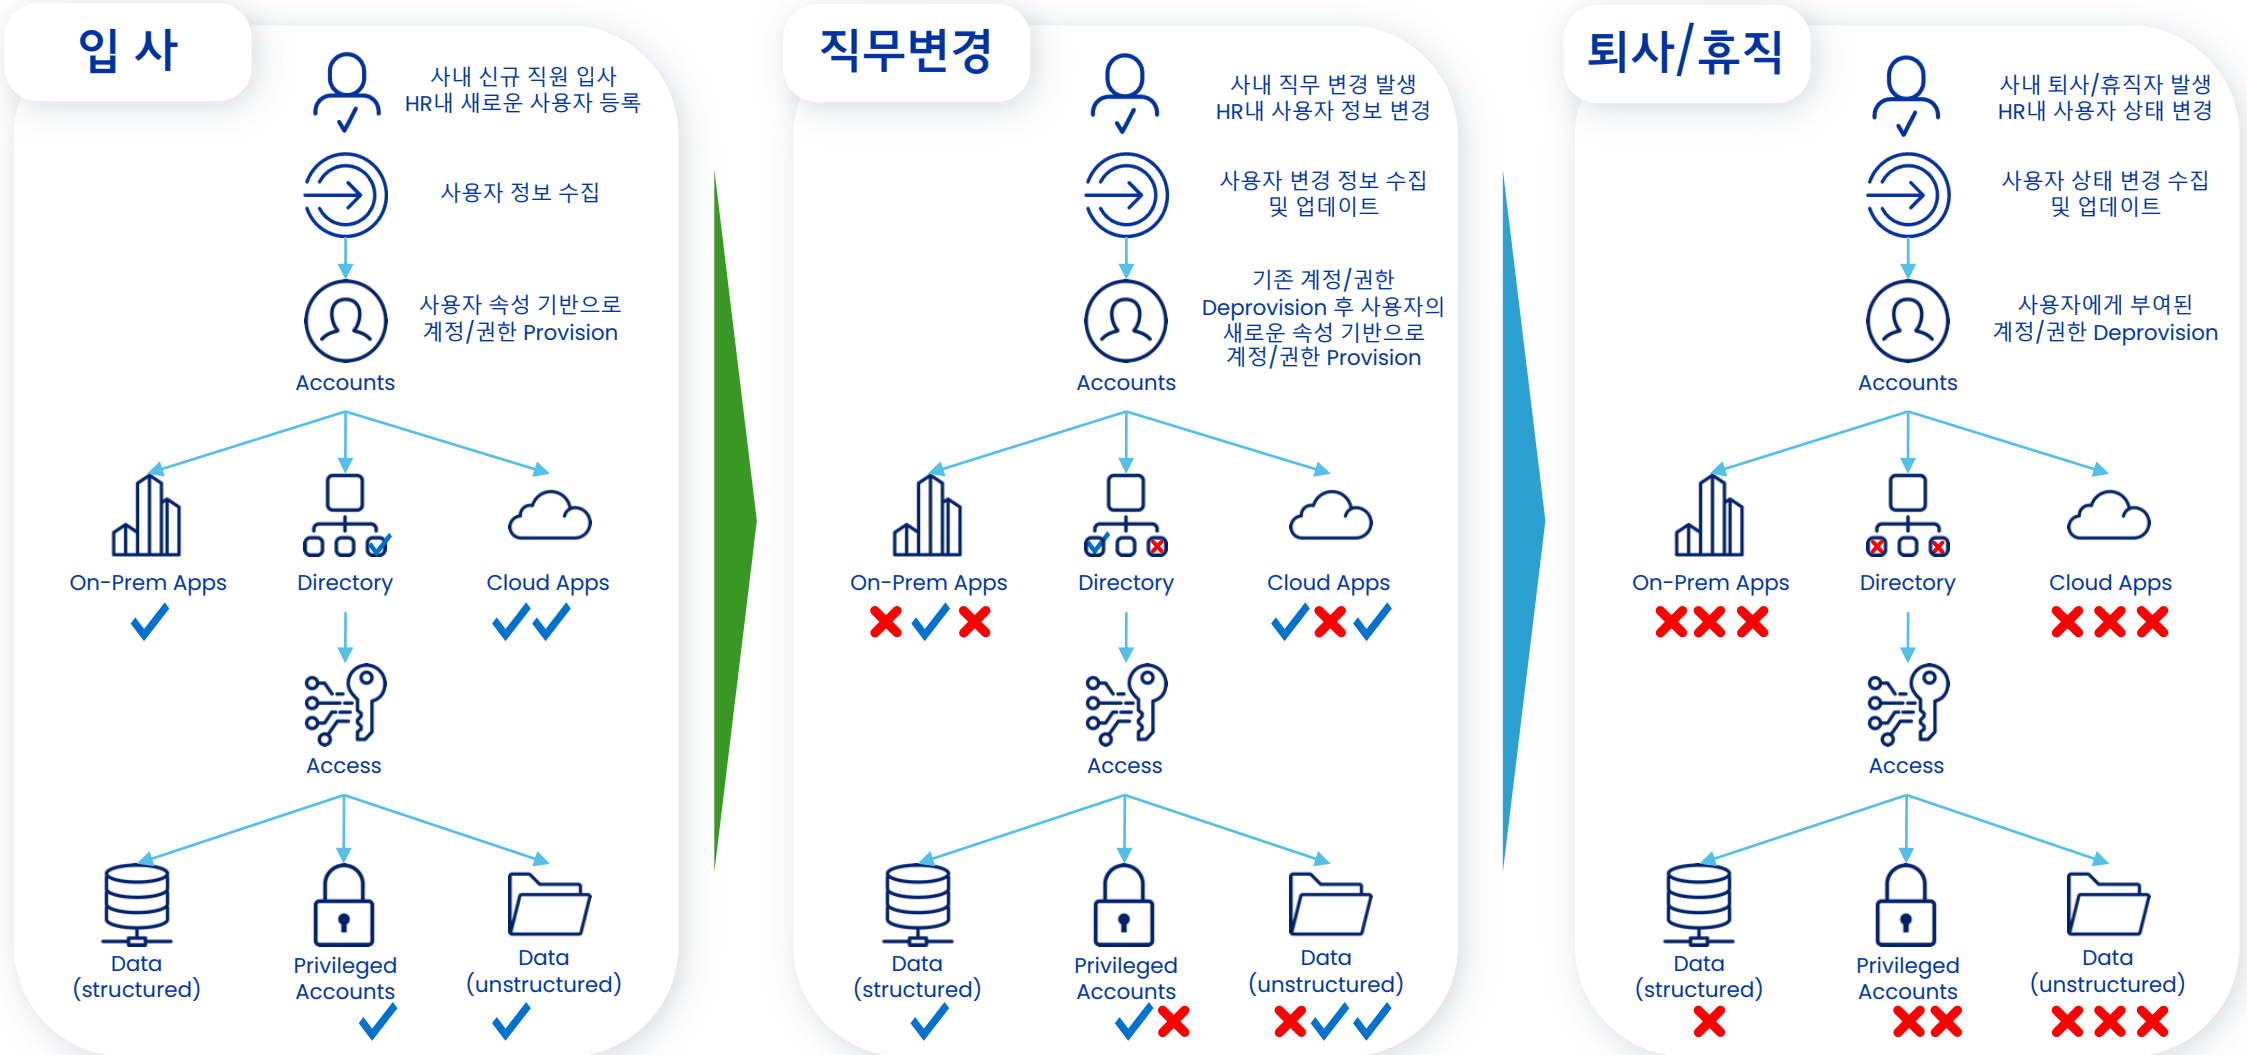 입 사
사내 신규 직원 입사
HR내 새로운 사용자 등록
사용자 정보 수집
사용자 속성 기반으로
계정/권한 Provision
Accounts
On-Prem Apps
Directory
Cloud Apps
Access
Data
(structured)
Privileged
Accounts
Data
(unstructured)
직무변경
사내 직무 변경 발생
HR내 사용자 정보 변경
사용자 변경 정보 수집
및 업데이트
기존 계정/권한
Deprovision 후 사용자의
새로운 속성 기반으로
계정/권한 Provision
Accounts
On-Prem Apps
Directory
Cloud Apps
Access
Data
(structured)
Privileged
Accounts
Data
(unstructured)
퇴사/휴직
사내 퇴사/휴직자 발생
HR내 사용자 상태 변경
사용자 상태 변경 수집
및 업데이트
사용자에게 부여된
계정/권한 Deprovision
Accounts
On-Prem Apps
Directory
Cloud Apps
Access
Data
(structured)
Privileged
Accounts
Data
(unstructured)